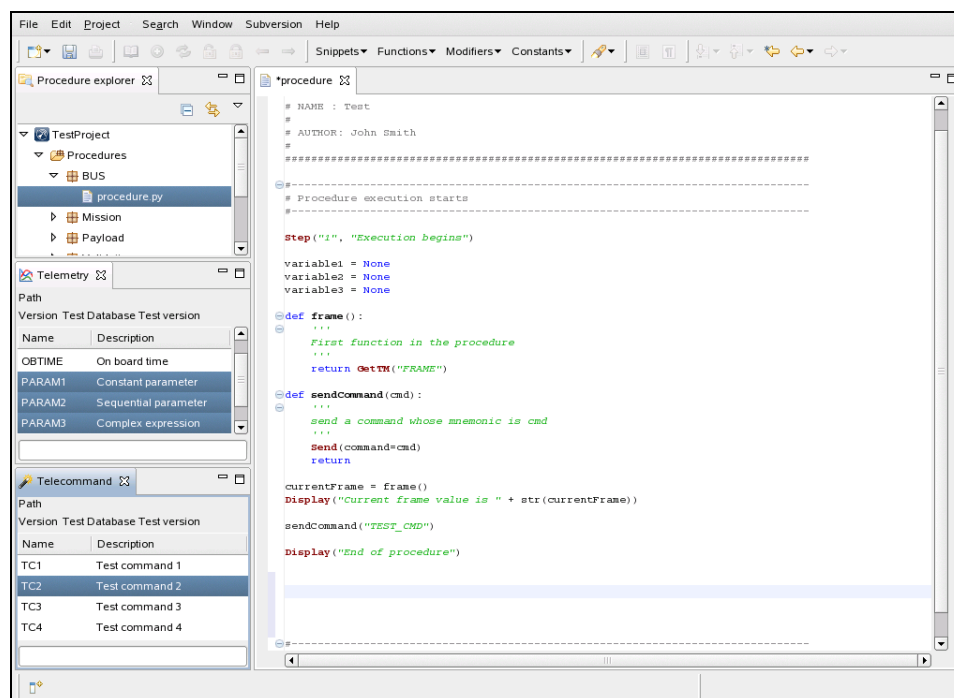 File Edit Project Search Window Subversion Help
Snippets Functions Modifiers Constants
Procedure explorer
TestProject
Procedures
BUS
procedure.py
Mission
Payload
Telemetry
Path
Version Test Database Test version
Name Description
OBTIME On board time
PARAM1 Constant parameter
PARAM2 Sequential parameter
PARAM3 Complex expression
Telecommand
Path
Version Test Database Test version
Name Description
TC1 Test command 1
TC2 Test command 2
TC3 Test command 3
TC4 Test command 4
*procedure
# NAME : Test
#
# AUTHOR: John Smith
#
################################################################################
#-------------------------------------------------------------------------------
# Procedure execution starts
#-------------------------------------------------------------------------------
Step("1", "Execution begins")
variable1 = None
variable2 = None
variable3 = None
def frame():
'''
First function in the procedure
'''
return GetTM("FRAME")
def sendCommand(cmd):
'''
send a command whose mnemonic is cmd
'''
Send(command=cmd)
return
currentFrame = frame()
Display("Current frame value is " + str(currentFrame))
sendCommand("TEST_CMD")
Display("End of procedure")
#-------------------------------------------------------------------------------